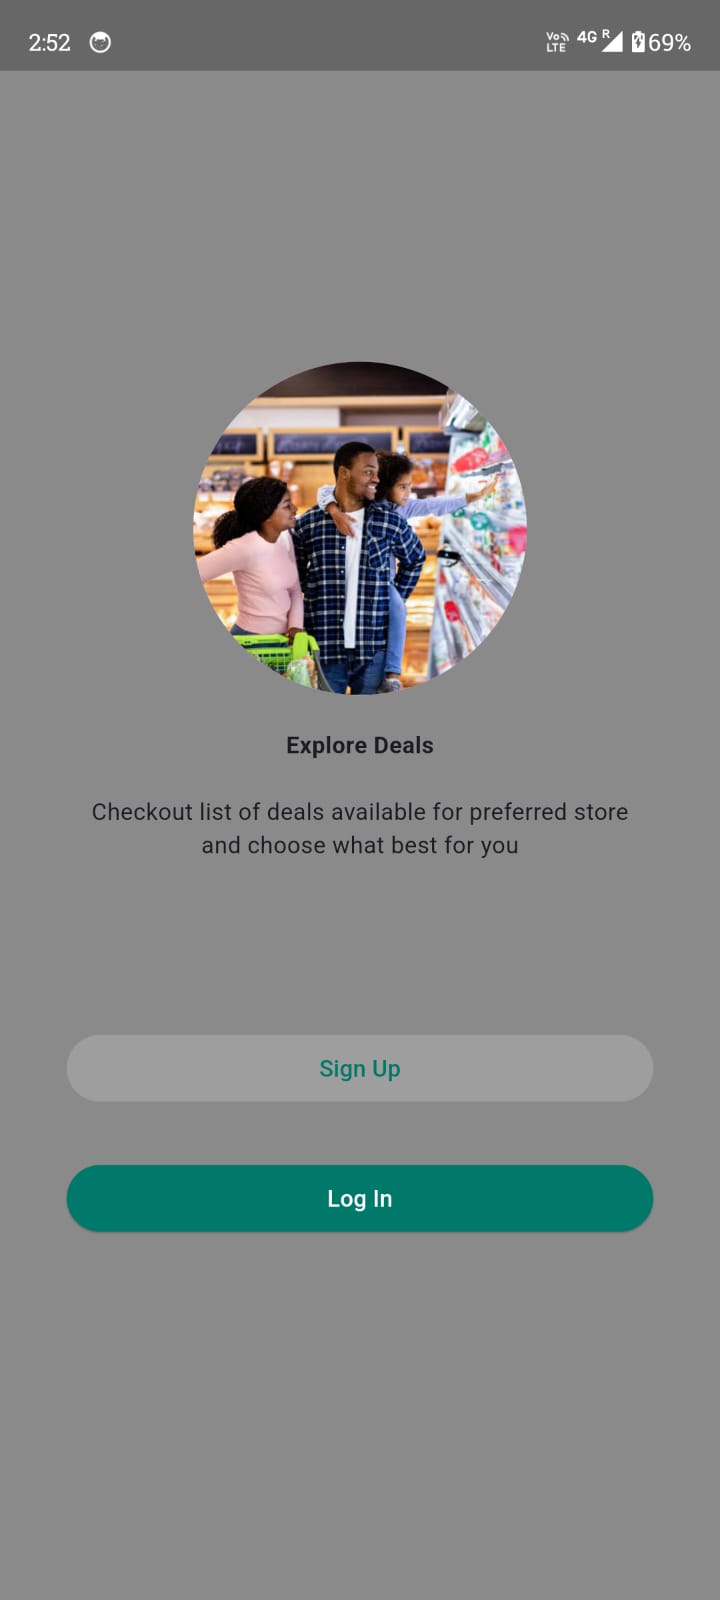 2:52 Vo LTE 4G R 69%
Explore Deals
Checkout list of deals available for preferred store
and choose what best for you
Sign Up
Log In